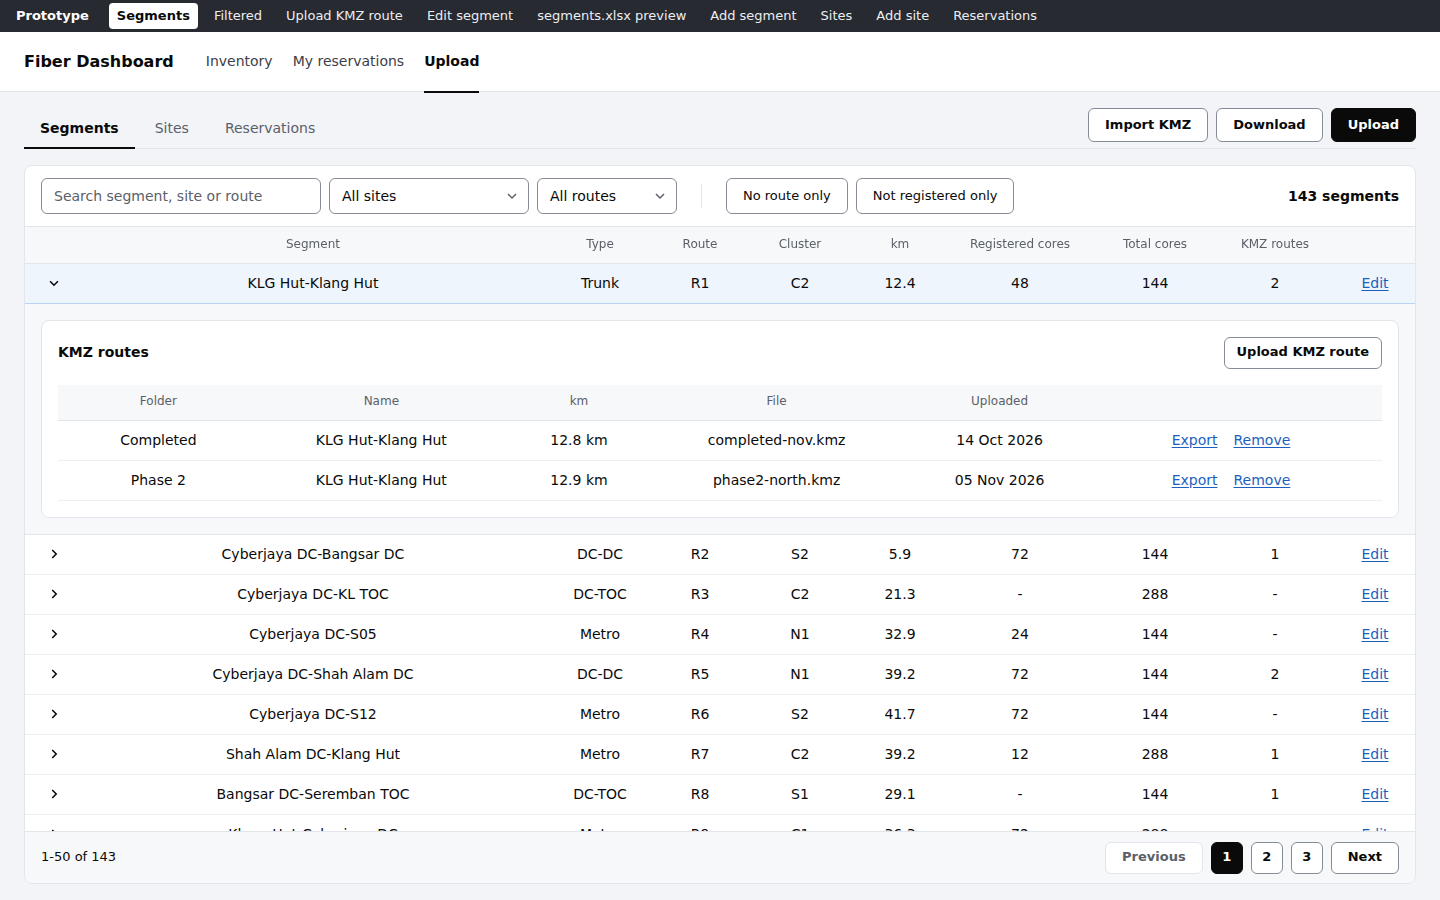 Prototype Segments Filtered Upload KMZ route Edit segment segments.xlsx preview Add segment Sites Add site Reservations
Fiber Dashboard Inventory My reservations Upload
Segments Sites Reservations Import KMZ Download Upload
Search segment, site or route All sites All routes No route only Not registered only 143 segments
Segment Type Route Cluster km Registered cores Total cores KMZ routes
KLG Hut-Klang Hut Trunk R1 C2 12.4 48 144 2 Edit
KMZ routes Upload KMZ route
Folder Name km File Uploaded
Completed KLG Hut-Klang Hut 12.8 km completed-nov.kmz 14 Oct 2026 Export Remove
Phase 2 KLG Hut-Klang Hut 12.9 km phase2-north.kmz 05 Nov 2026 Export Remove
Cyberjaya DC-Bangsar DC DC-DC R2 S2 5.9 72 144 1 Edit
Cyberjaya DC-KL TOC DC-TOC R3 C2 21.3 - 288 - Edit
Cyberjaya DC-S05 Metro R4 N1 32.9 24 144 - Edit
Cyberjaya DC-Shah Alam DC DC-DC R5 N1 39.2 72 144 2 Edit
Cyberjaya DC-S12 Metro R6 S2 41.7 72 144 - Edit
Shah Alam DC-Klang Hut Metro R7 C2 39.2 12 288 1 Edit
Bangsar DC-Seremban TOC DC-TOC R8 S1 29.1 - 144 1 Edit
1-50 of 143 Previous 1 2 3 Next